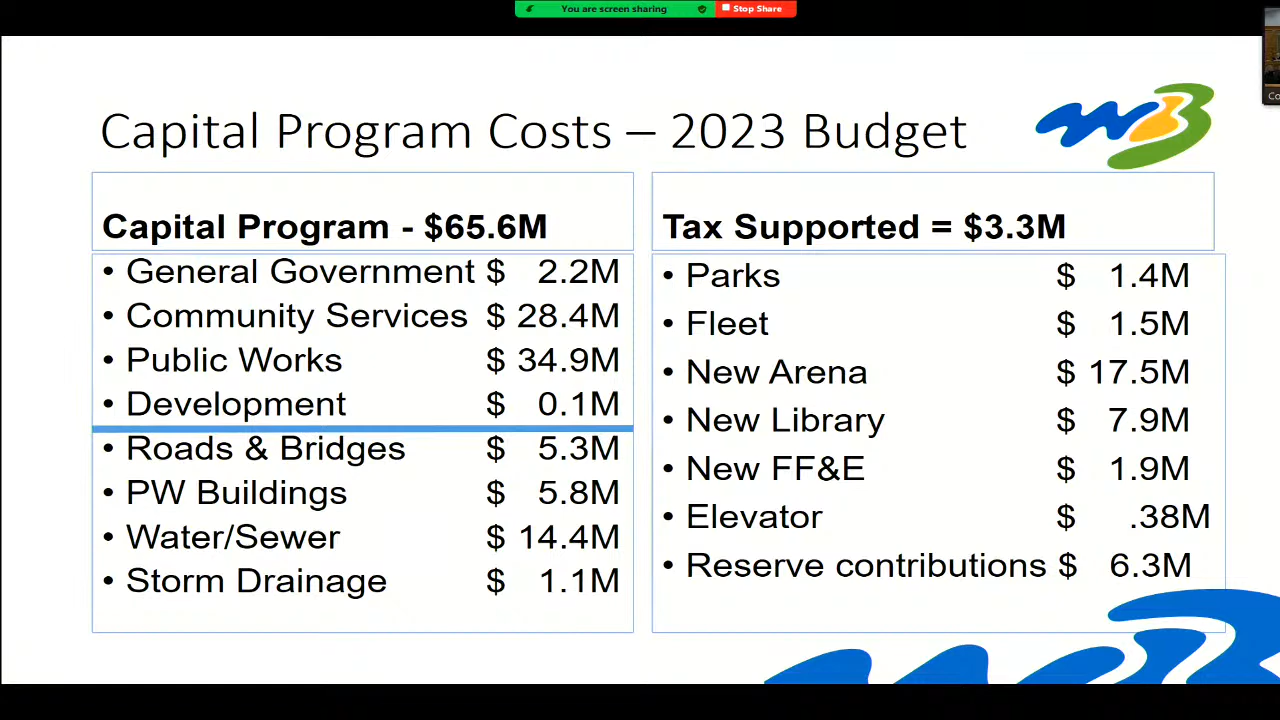 You are screen sharing
Stop Share
Co
Capital Program Costs – 2023 Budget
Capital Program - $65.6M
• General Government $ 2.2M
• Community Services $ 28.4M
• Public Works $ 34.9M
• Development $ 0.1M
• Roads & Bridges $ 5.3M
• PW Buildings $ 5.8M
• Water/Sewer $ 14.4M
• Storm Drainage $ 1.1M
Tax Supported = $3.3M
• Parks $ 1.4M
• Fleet $ 1.5M
• New Arena $ 17.5M
• New Library $ 7.9M
• New FF&E $ 1.9M
• Elevator $ .38M
• Reserve contributions $ 6.3M